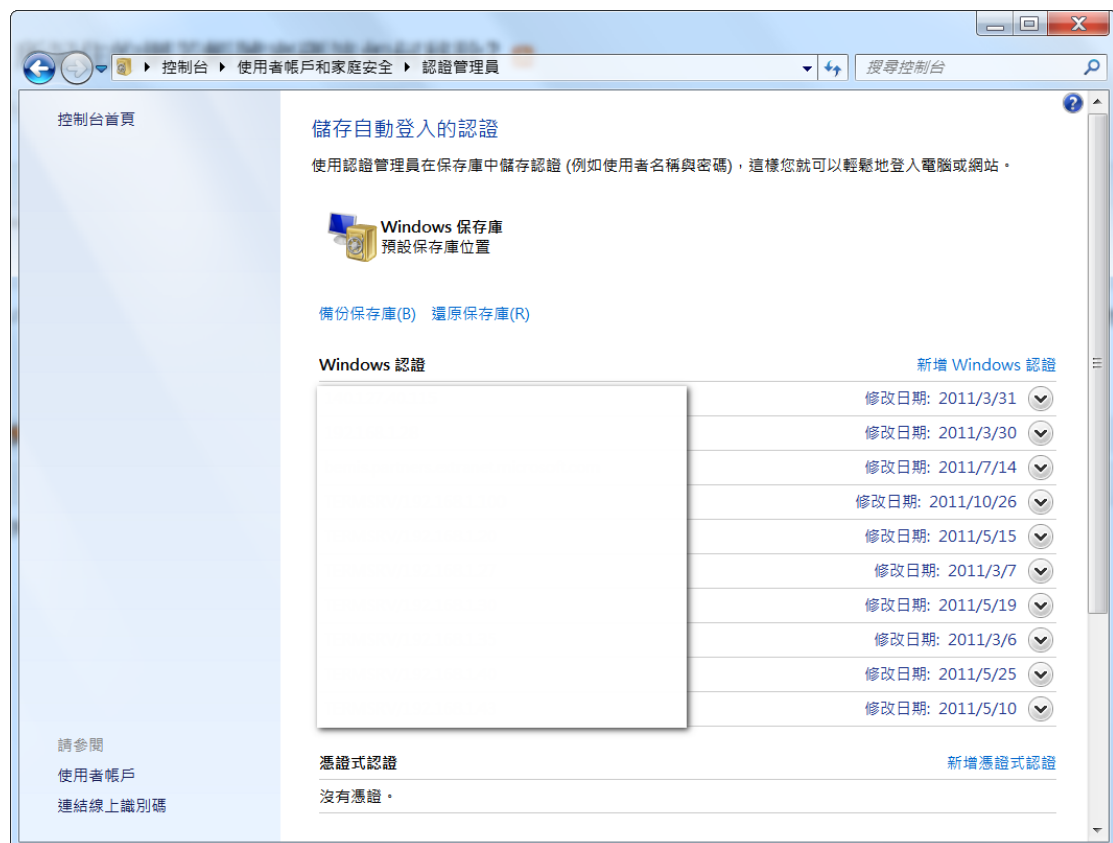 控制台 ▸ 使用者帳戶和家庭安全 ▸ 認證管理員
搜尋控制台
控制台首頁
儲存自動登入的認證
使用認證管理員在保存庫中儲存認證 (例如使用者名稱與密碼)，這樣您就可以輕鬆地登入電腦或網站。
Windows 保存庫
預設保存庫位置
備份保存庫(B) 還原保存庫(R)
Windows 認證 新增 Windows 認證
修改日期: 2011/3/31
修改日期: 2011/3/30
修改日期: 2011/7/14
修改日期: 2011/10/26
修改日期: 2011/5/15
修改日期: 2011/3/7
修改日期: 2011/5/19
修改日期: 2011/3/6
修改日期: 2011/5/25
修改日期: 2011/5/10
憑證式認證 新增憑證式認證
沒有憑證。
請參閱
使用者帳戶
連結線上識別碼